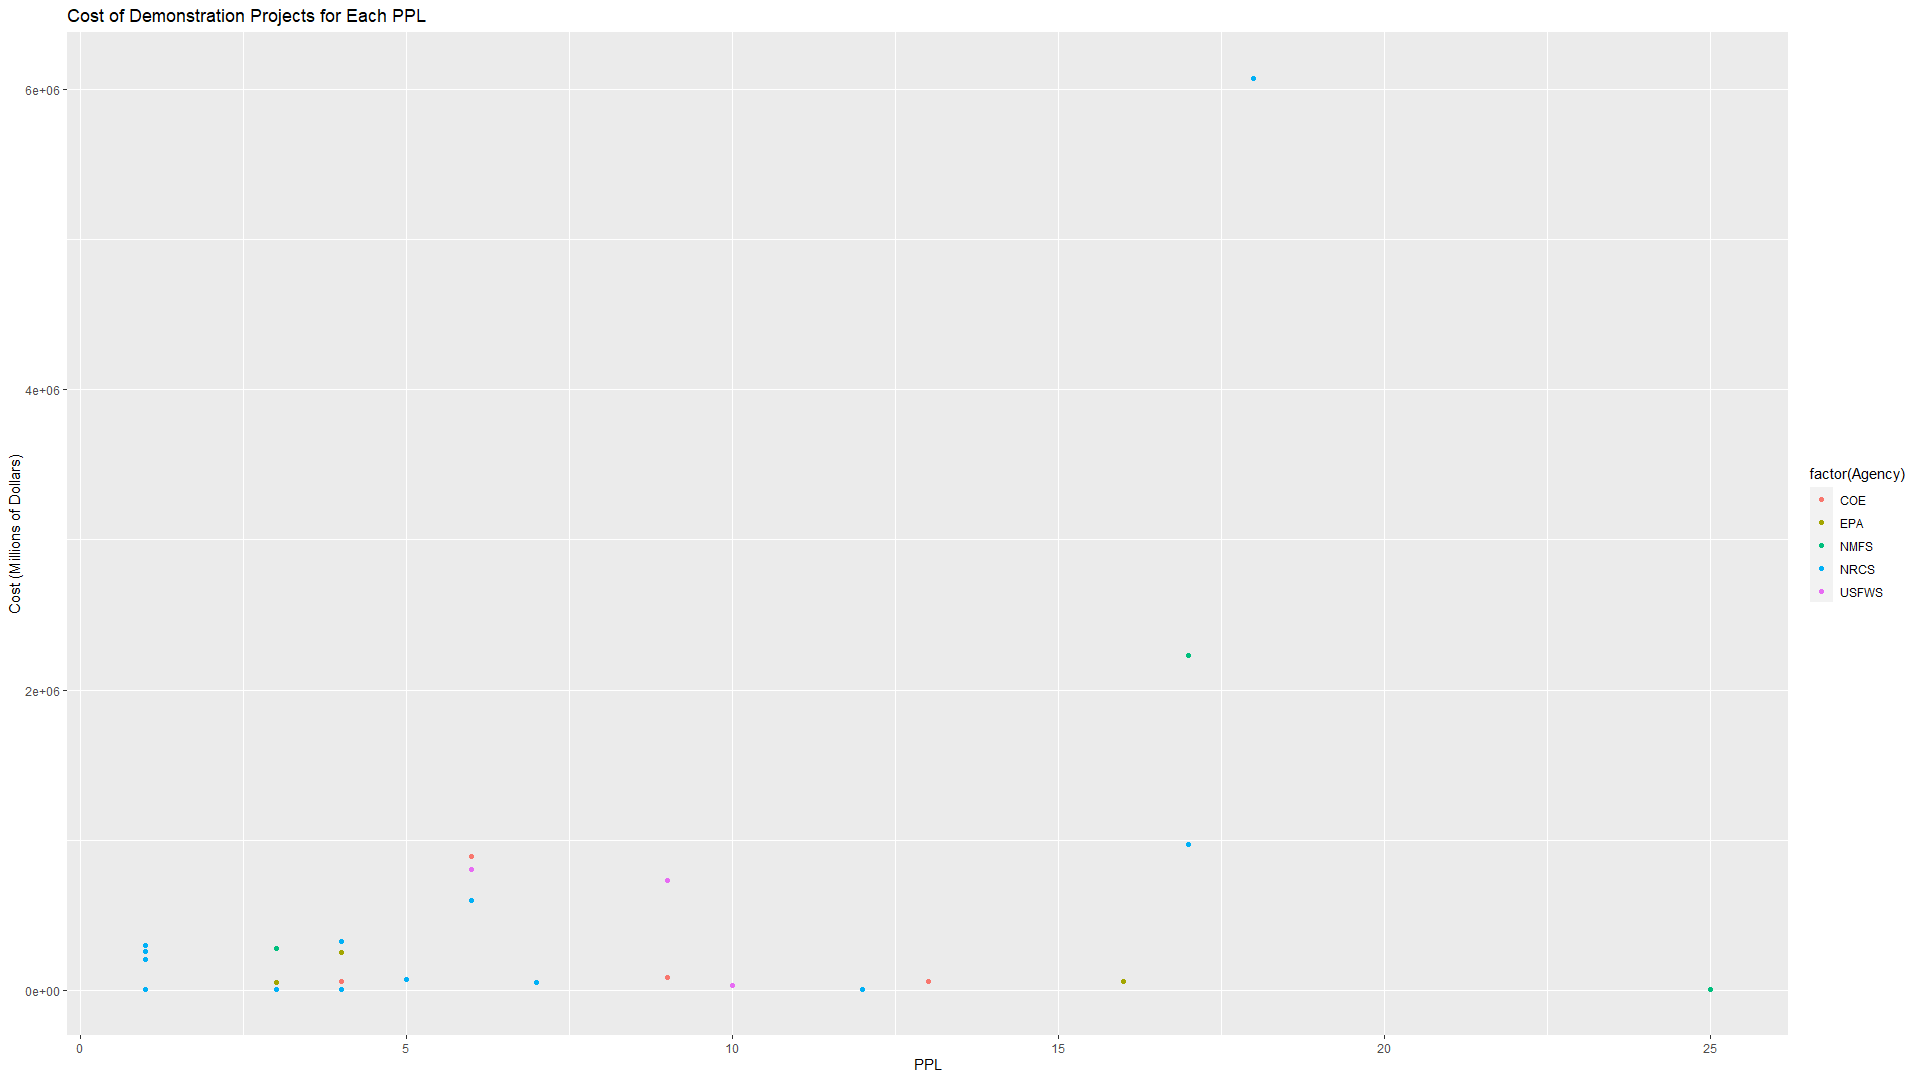 Cost of Demonstration Projects for Each PPL
6e+06
4e+06
2e+06
0e+00
Cost (Millions of Dollars)
0 5 10 15 20 25
PPL
factor(Agency)
COE
EPA
NMFS
NRCS
USFWS